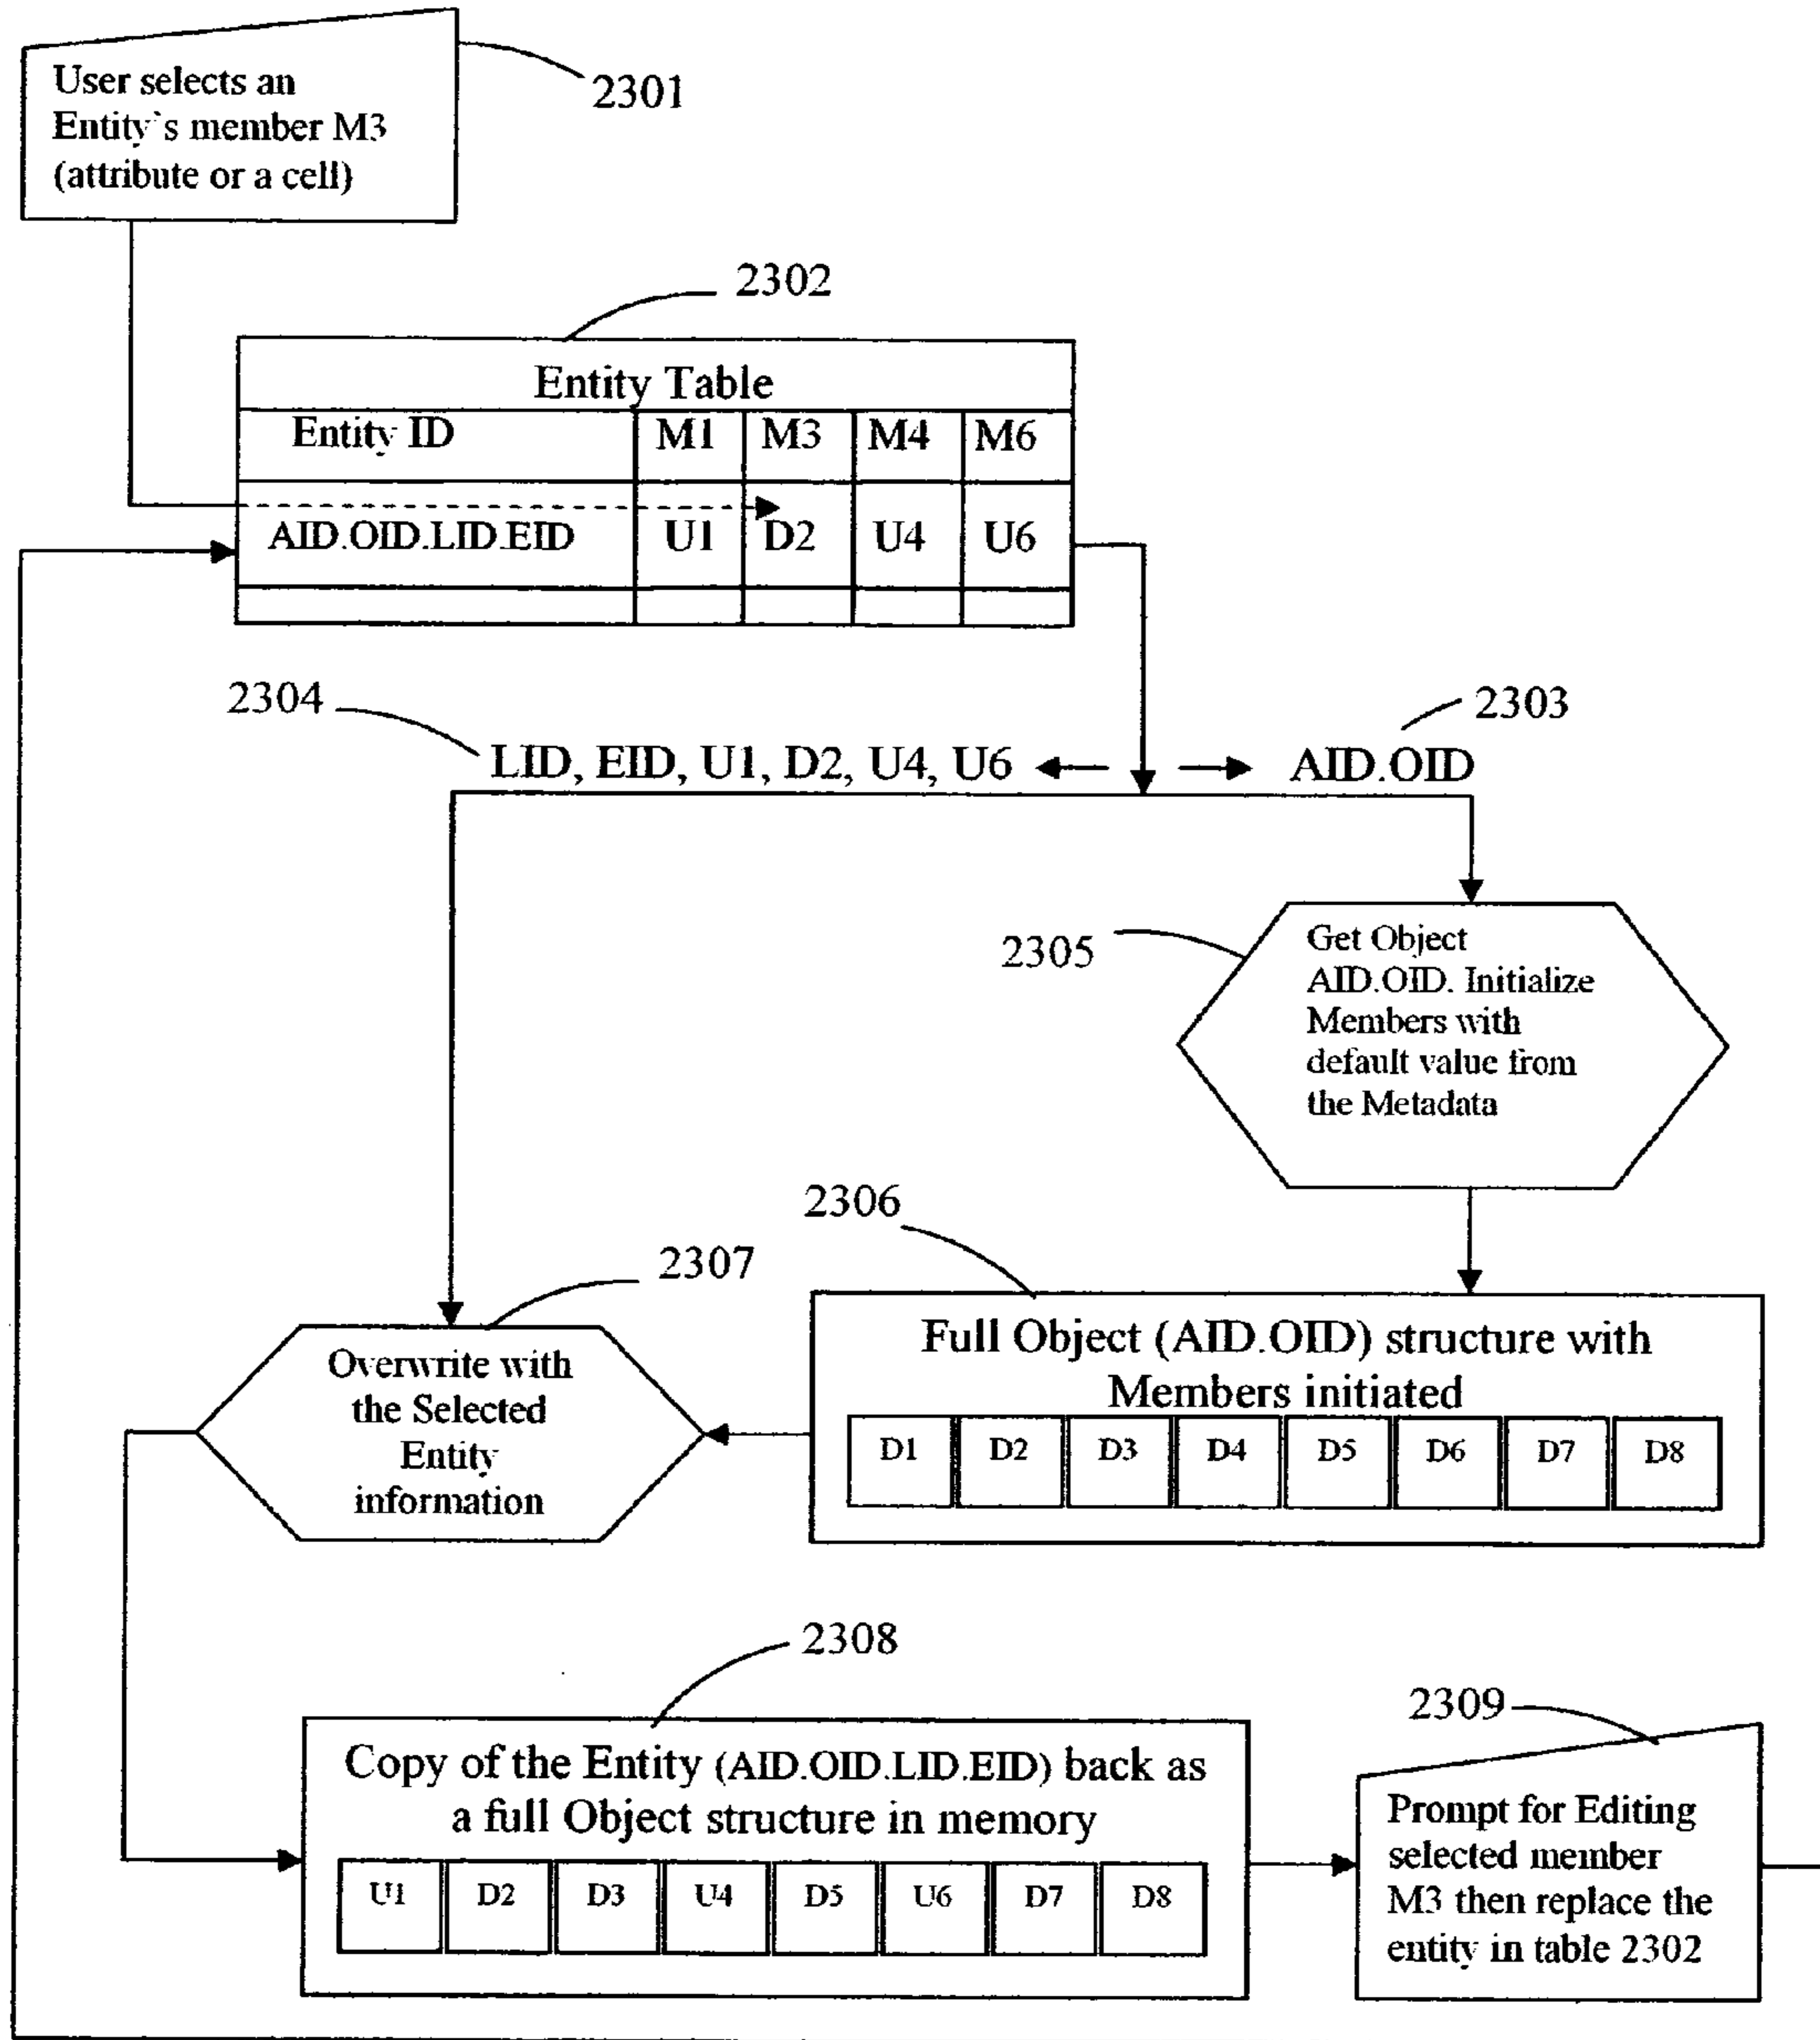 User selects an
Entity's member M3
(attribute or a cell)
2301
2302
Entity Table
Entity ID M1 M3 M4 M6
AID.OID.LID.EID U1 D2 U4 U6
2304
2303
LID, EID, U1, D2, U4, U6
AID.OID
2305
Get Object
AID.OID. Initialize
Members with
default value from
the Metadata
2306
2307
Full Object (AID.OID) structure with
Members initiated
D1 D2 D3 D4 D5 D6 D7 D8
Overwrite with
the Selected
Entity
information
2308
2309
Copy of the Entity (AID.OID.LID.EID) back as
a full Object structure in memory
U1 D2 D3 U4 D5 U6 D7 D8
Prompt for Editing
selected member
M3 then replace the
entity in table 2302